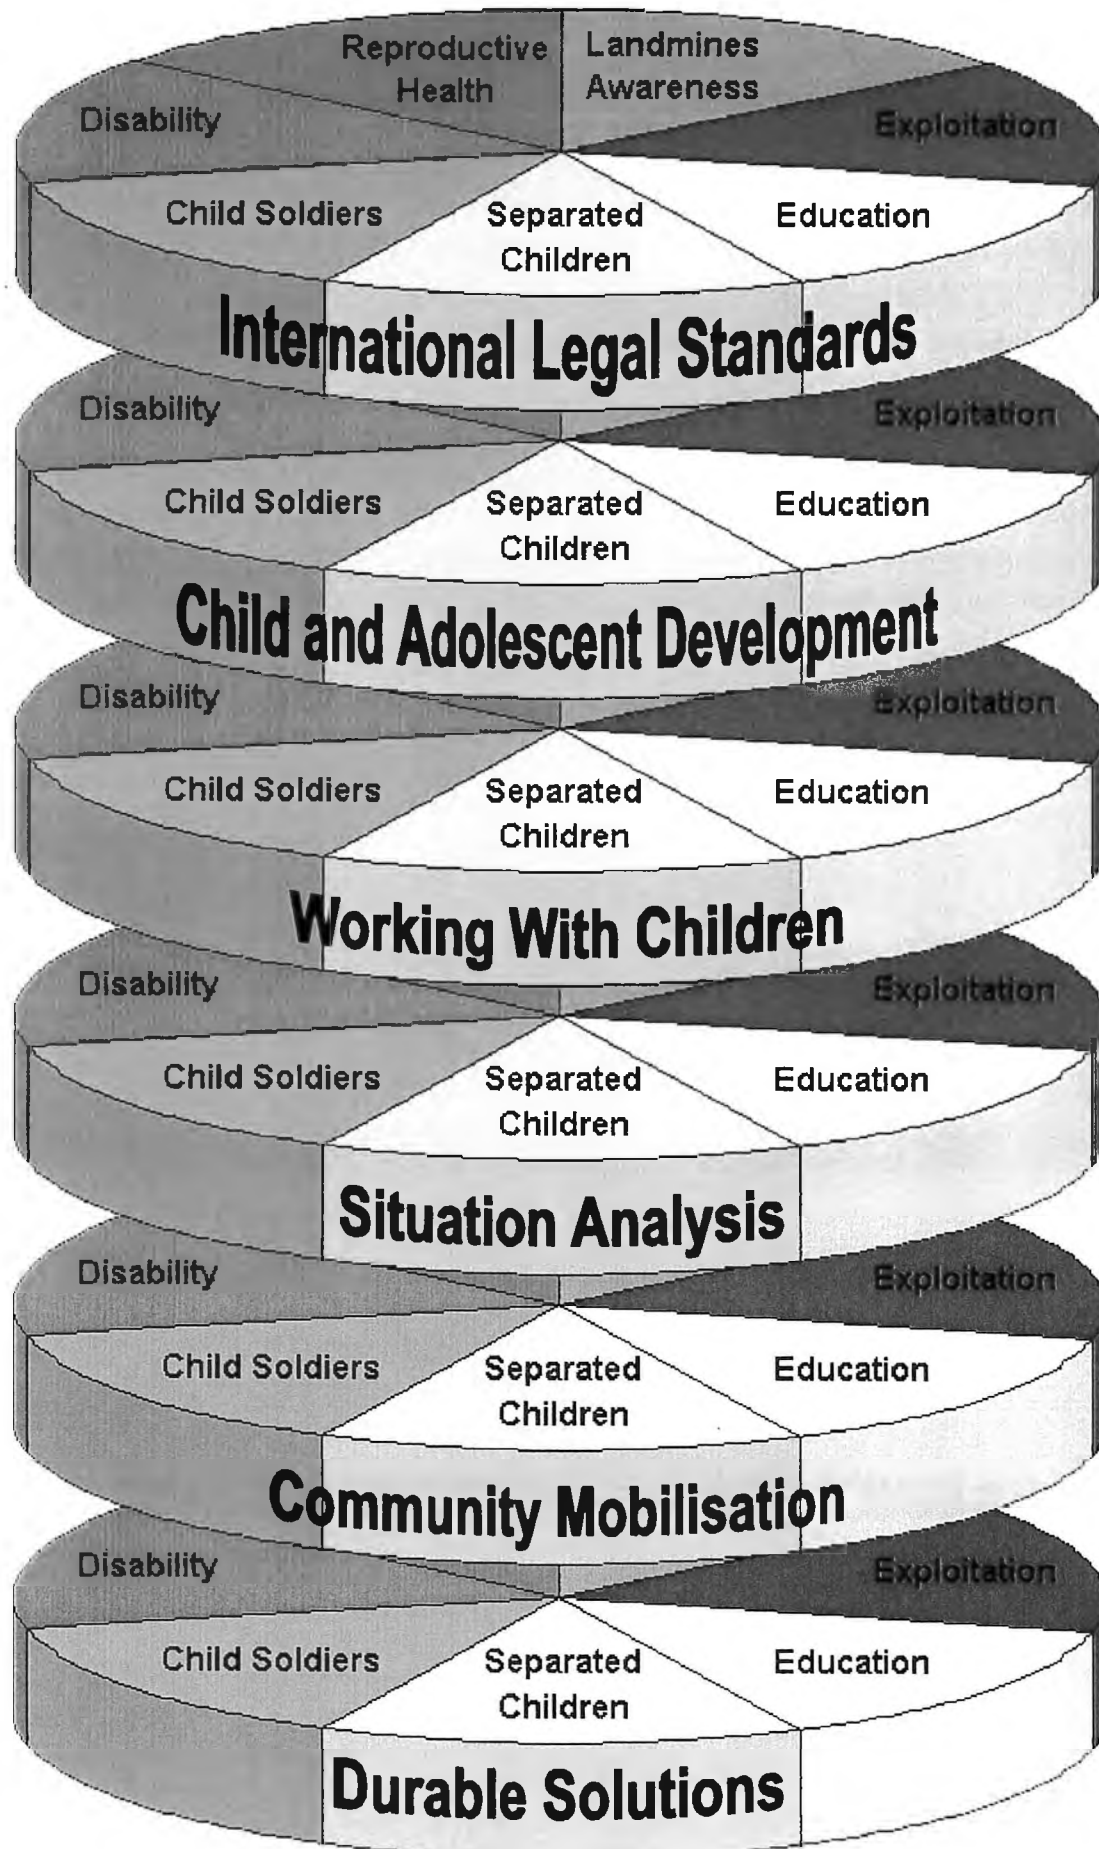 Reproductive Health
Landmines Awareness
Disability
Exploitation
Child Soldiers
Separated Children
Education
International Legal Standards
Disability
Exploitation
Child Soldiers
Separated Children
Education
Child and Adolescent Development
Disability
Exploitation
Child Soldiers
Separated Children
Education
Working With Children
Disability
Exploitation
Child Soldiers
Separated Children
Education
Situation Analysis
Disability
Exploitation
Child Soldiers
Separated Children
Education
Community Mobilisation
Disability
Exploitation
Child Soldiers
Separated Children
Education
Durable Solutions